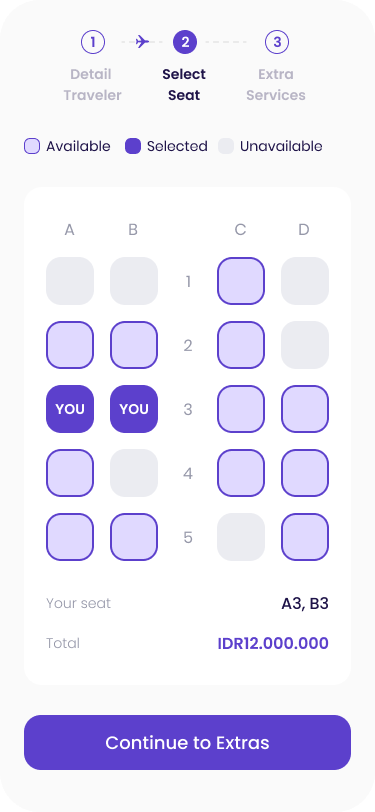 1 2 3
Detail Select Extra
Traveler Seat Services
Available Selected Unavailable
A B C D
1
2
YOU YOU 3
4
5
Your seat A3, B3
Total IDR12.000.000
Continue to Extras